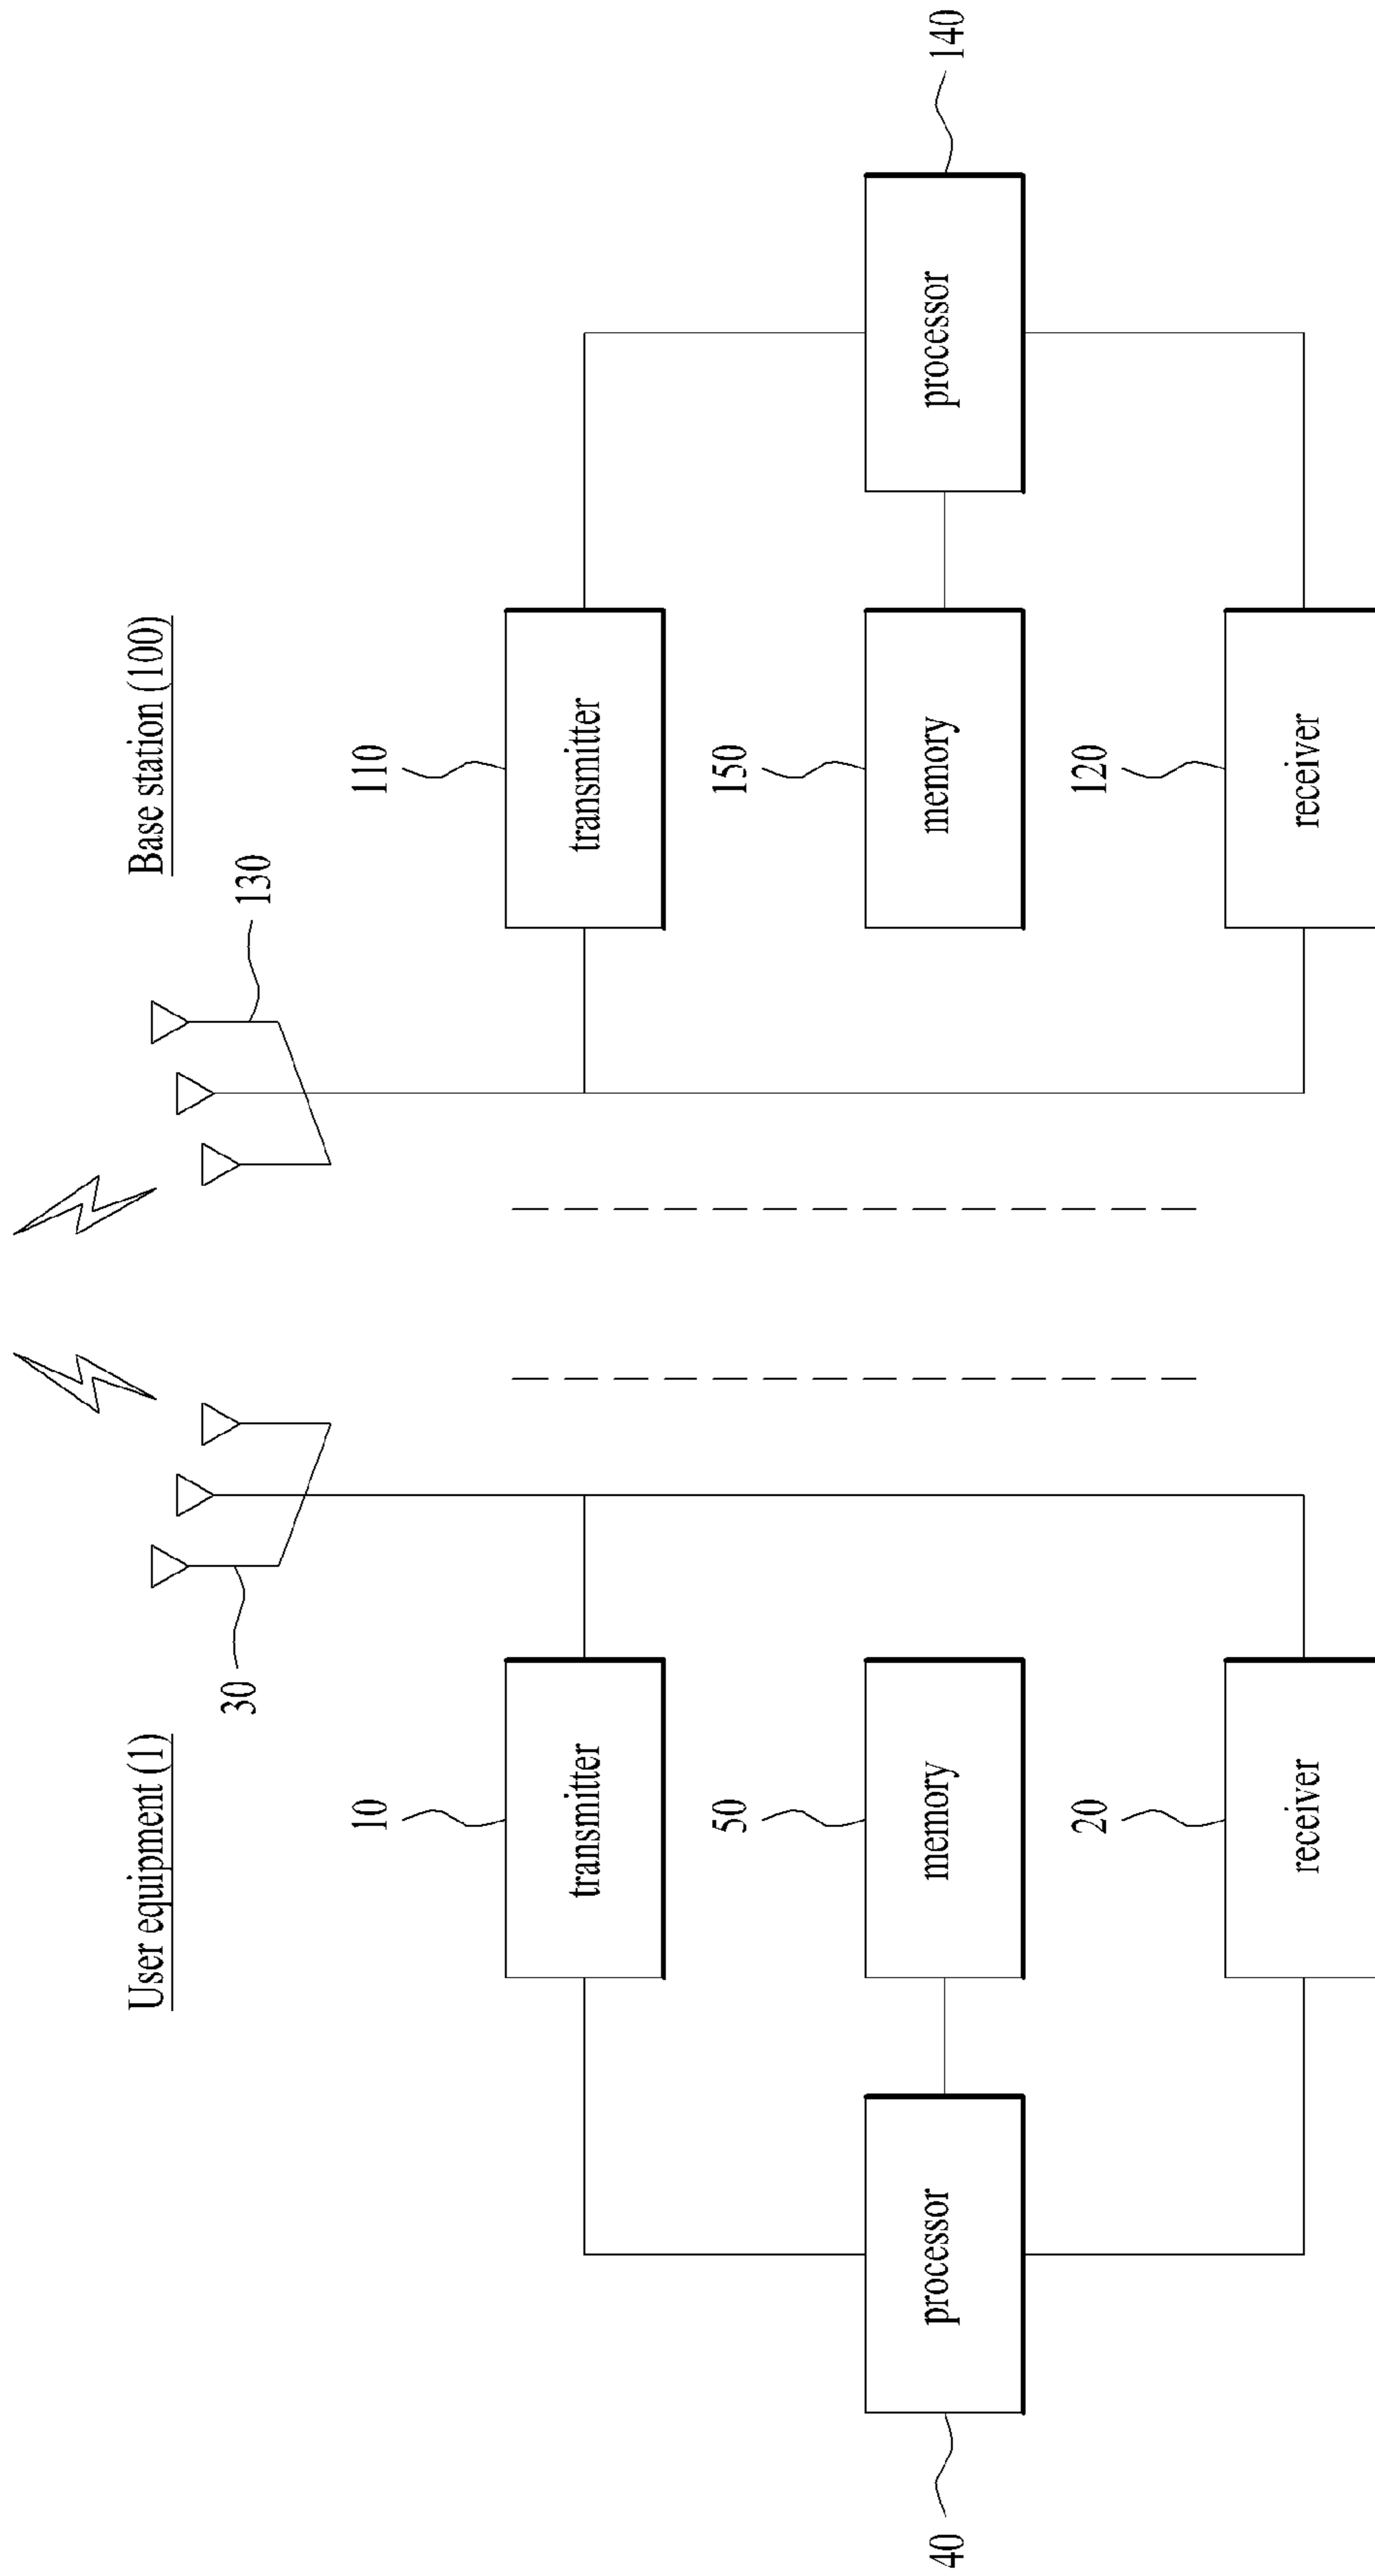 User equipment (1)
Base station (100)
30
130
10
110
transmitter
transmitter
40
processor
50
memory
150
memory
processor
140
20
120
receiver
receiver